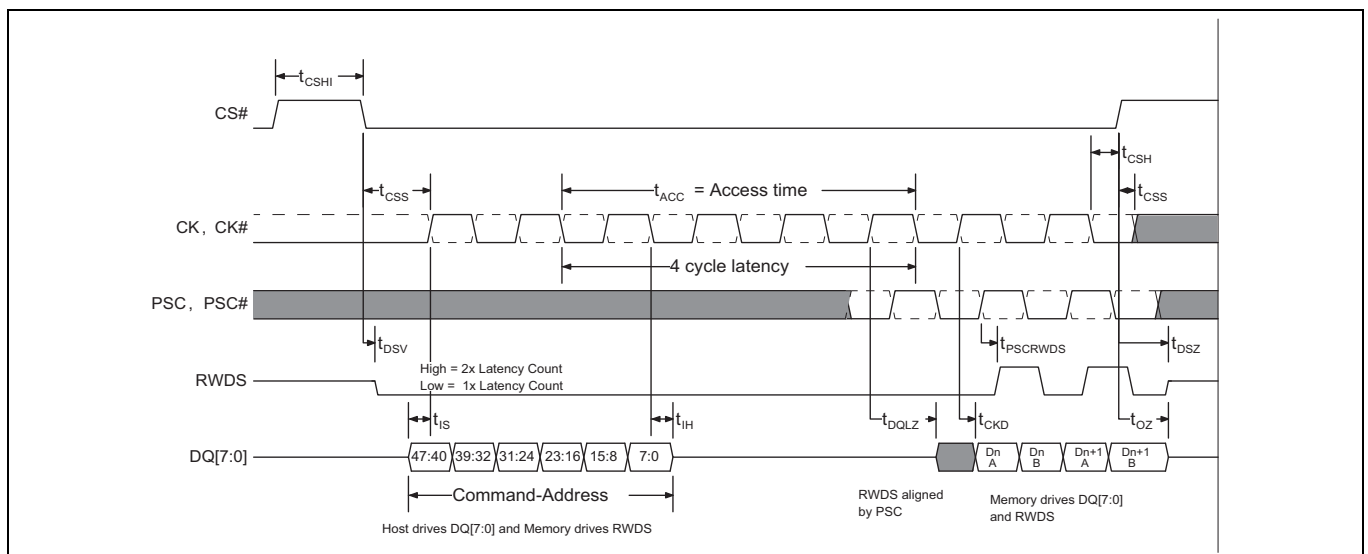 tCSHI
CS#
tCSH
tCSS
tACC = Access time
tCSS
CK , CK#
4 cycle latency
PSC , PSC#
tDSV
tPSCRWDS
tDSZ
High = 2x Latency Count
Low = 1x Latency Count
RWDS
tIS
tIH
tDQLZ
tCKD
tOZ
DQ[7:0]
47:40
39:32
31:24
23:16
15:8
7:0
Dn
A
Dn
B
Dn+1
A
Dn+1
B
Command-Address
RWDS aligned
by PSC
Memory drives DQ[7:0]
and RWDS
Host drives DQ[7:0] and Memory drives RWDS